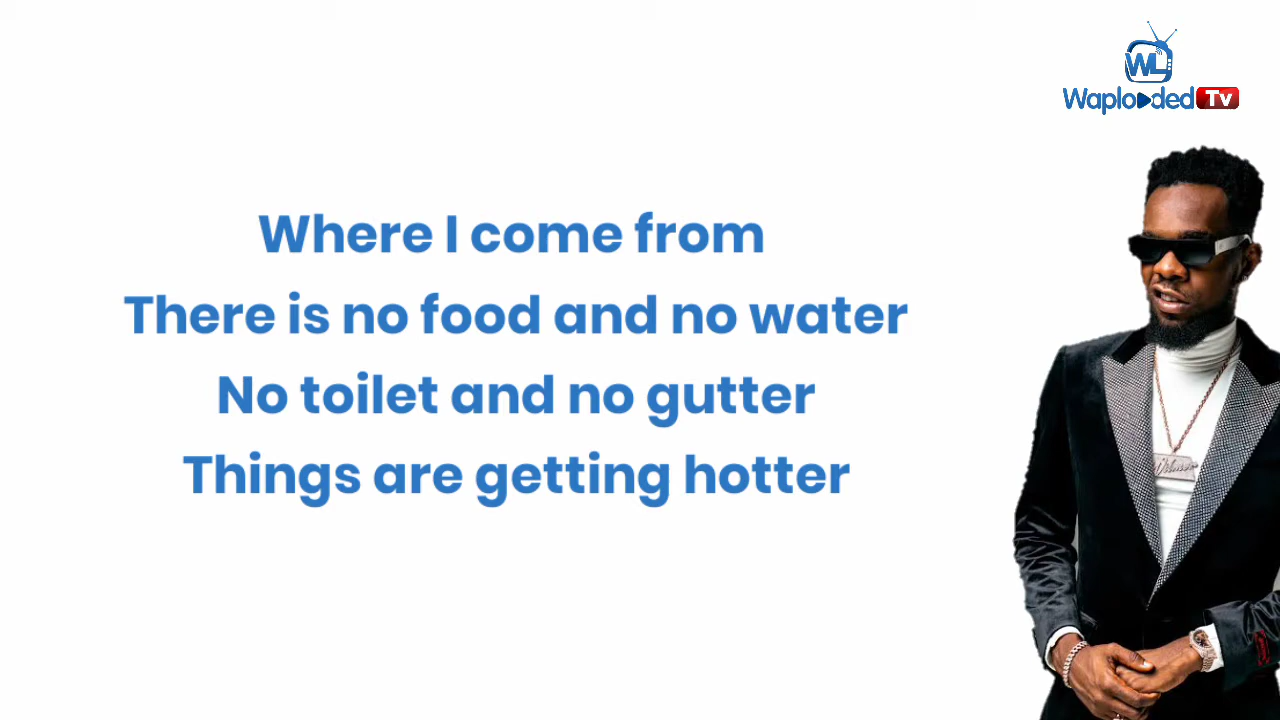 WL
Waploaded Tv
Where I come from
There is no food and no water
No toilet and no gutter
Things are getting hotter